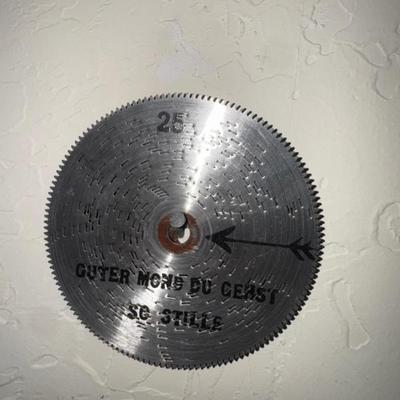 25
GUTER MOND DU GEHST
SO STILLE